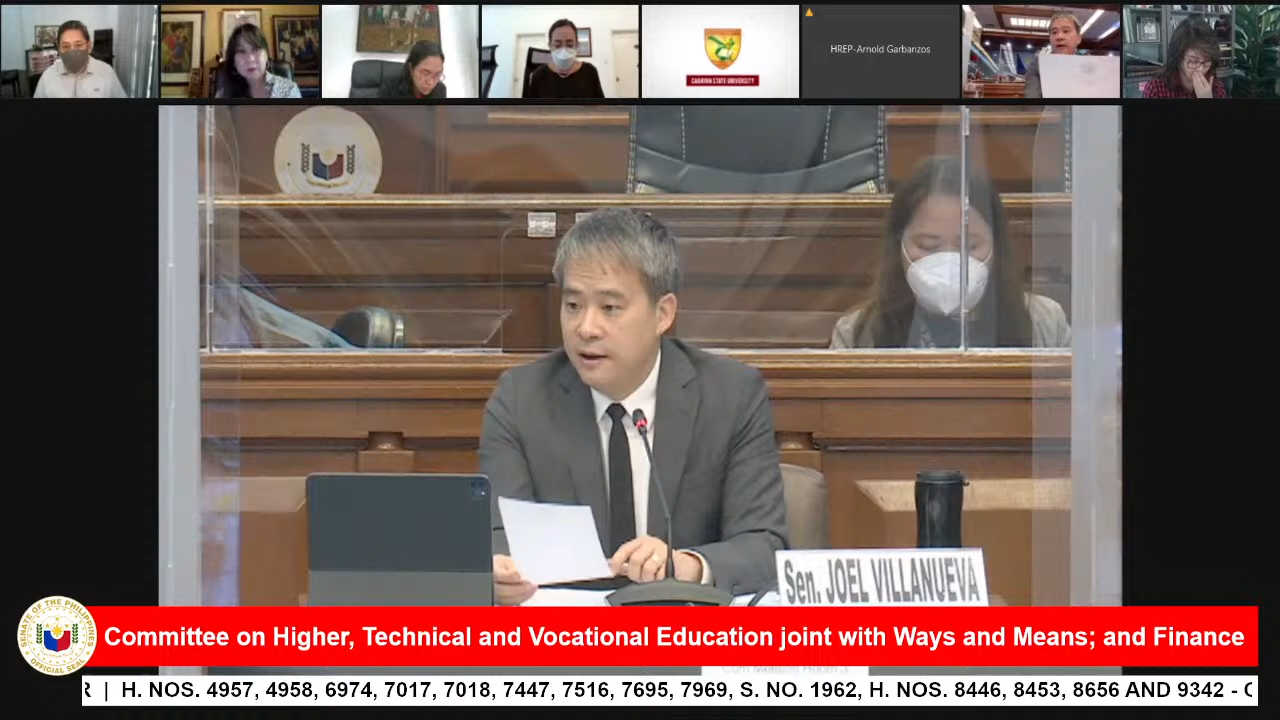 CAGAYAN STATE UNIVERSITY
HREP-Arnold Garbanzos
Sen. JOEL VILLANUEVA
SENATE OF THE PHILIPPINES
OFFICIAL SEAL
Committee on Higher, Technical and Vocational Education joint with Ways and Means; and Finance
R | H. NOS. 4957, 4958, 6974, 7017, 7018, 7447, 7516, 7695, 7969, S. NO. 1962, H. NOS. 8446, 8453, 8656 AND 9342 -